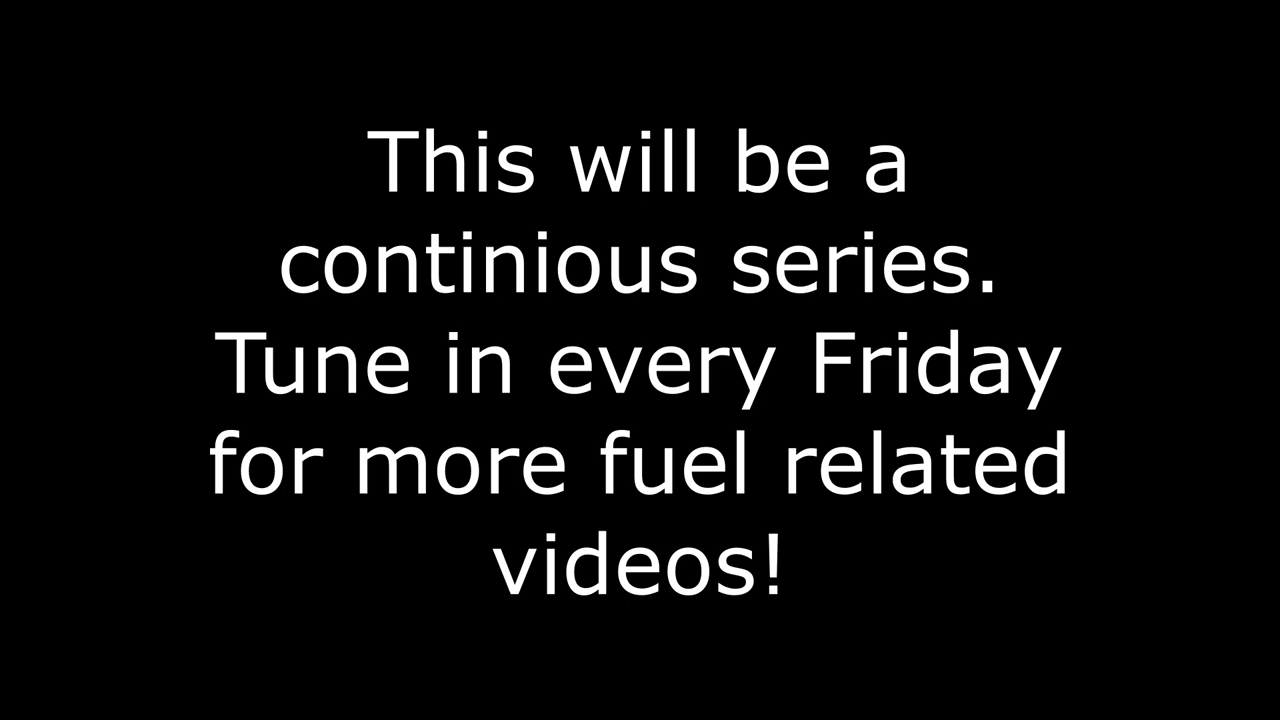 This will be a
continious series.
Tune in every Friday
for more fuel related
videos!